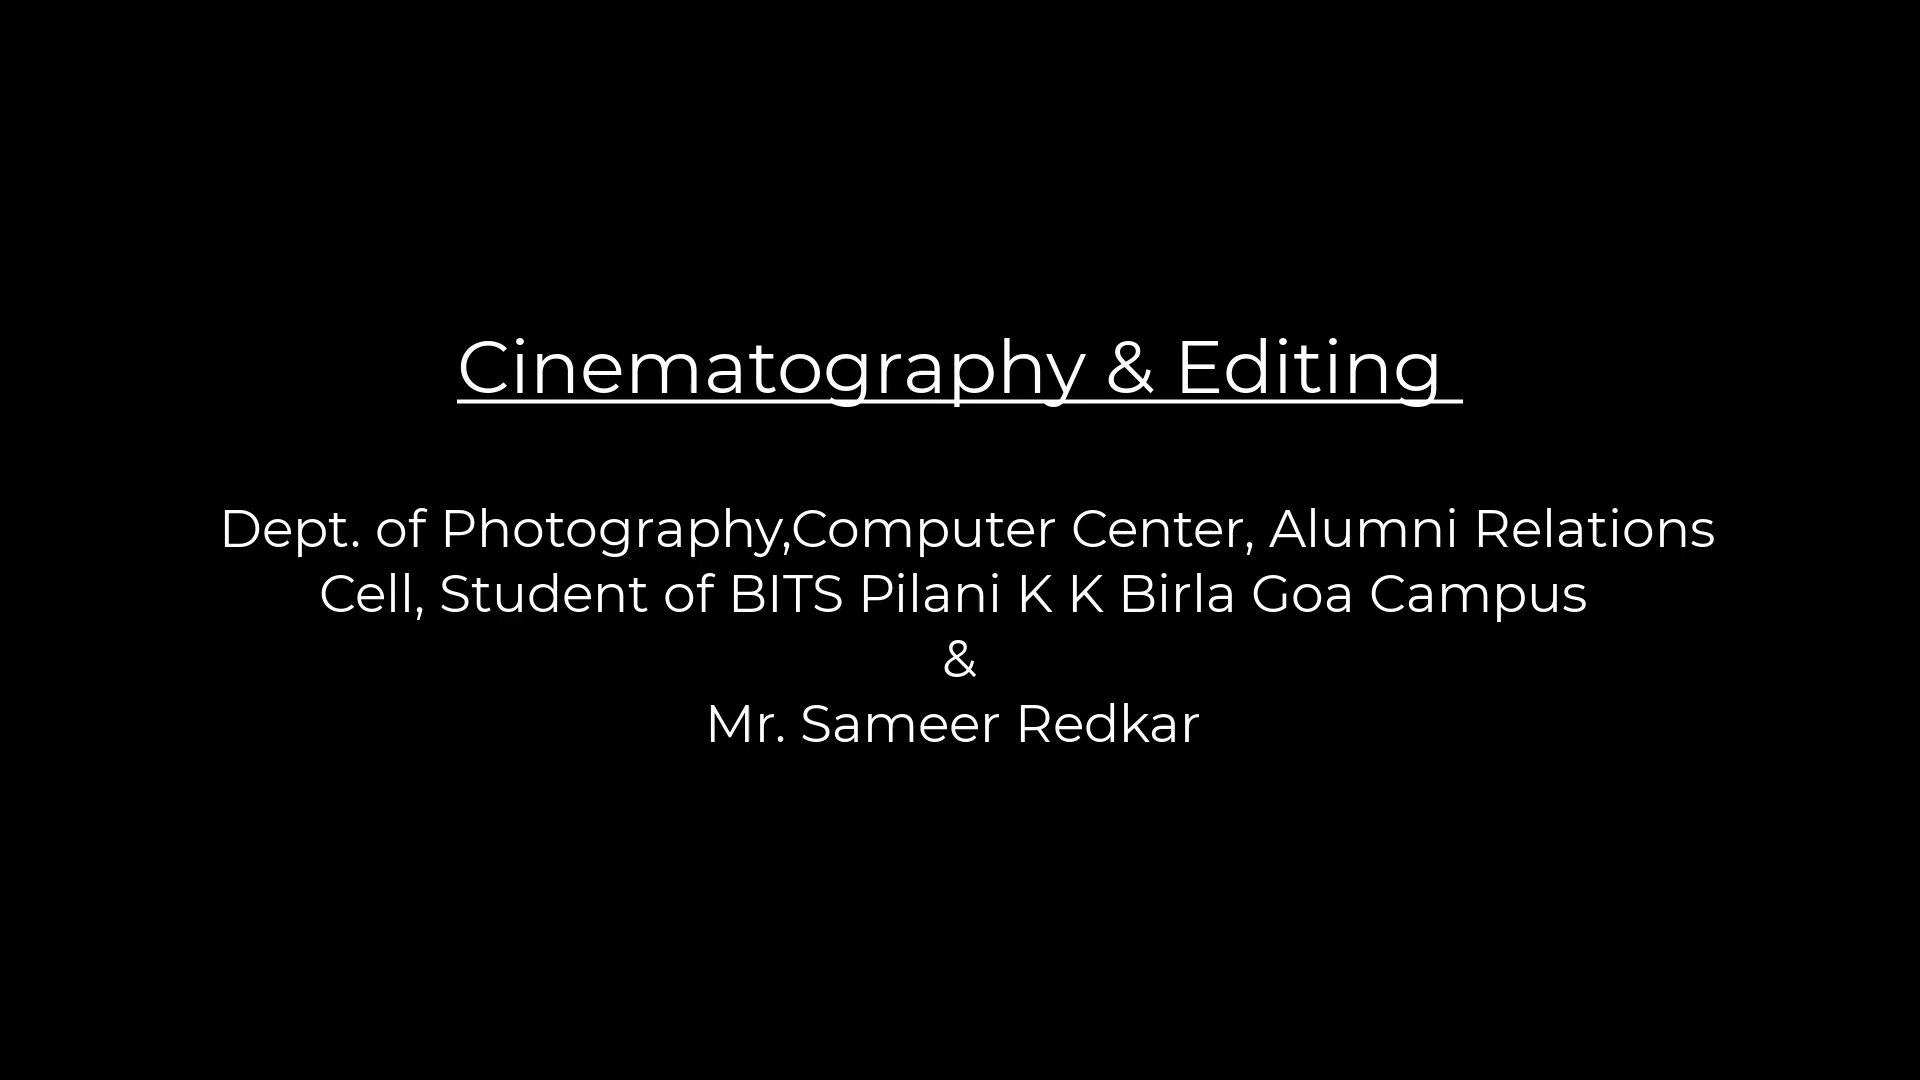 Cinematography & Editing
Dept. of Photography,Computer Center, Alumni Relations
Cell, Student of BITS Pilani K K Birla Goa Campus
&
Mr. Sameer Redkar